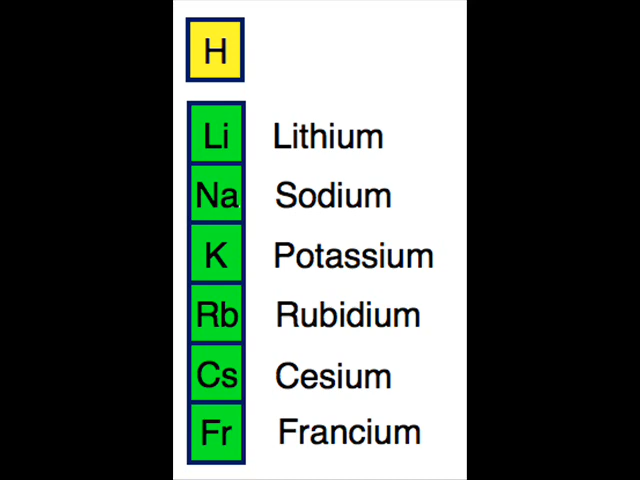 H
Li Lithium
Na Sodium
K Potassium
Rb Rubidium
Cs Cesium
Fr Francium